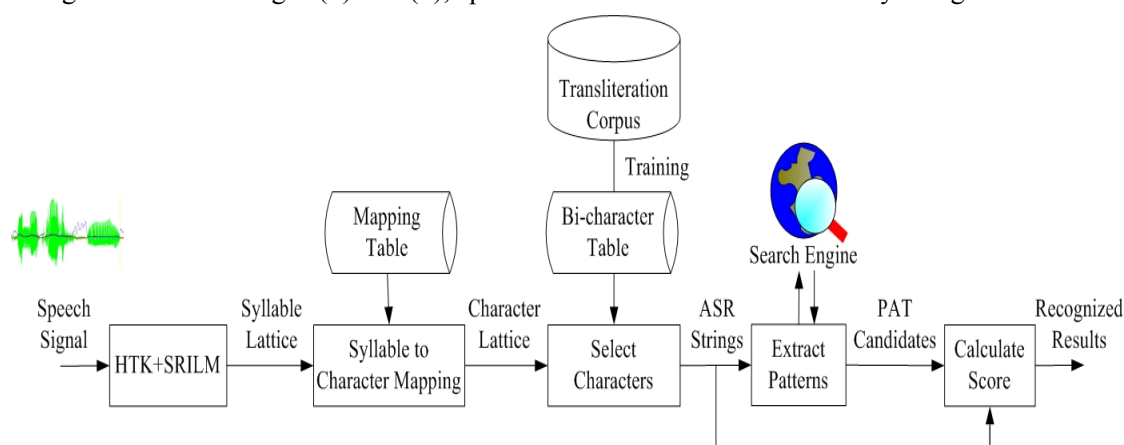 Transliteration
Corpus
Training
Mapping
Table
Bi-character
Table
Search Engine
Speech
Signal
HTK+SRILM
Syllable
Lattice
Syllable to
Character Mapping
Character
Lattice
Select
Characters
ASR
Strings
Extract
Patterns
PAT
Candidates
Calculate
Score
Recognized
Results